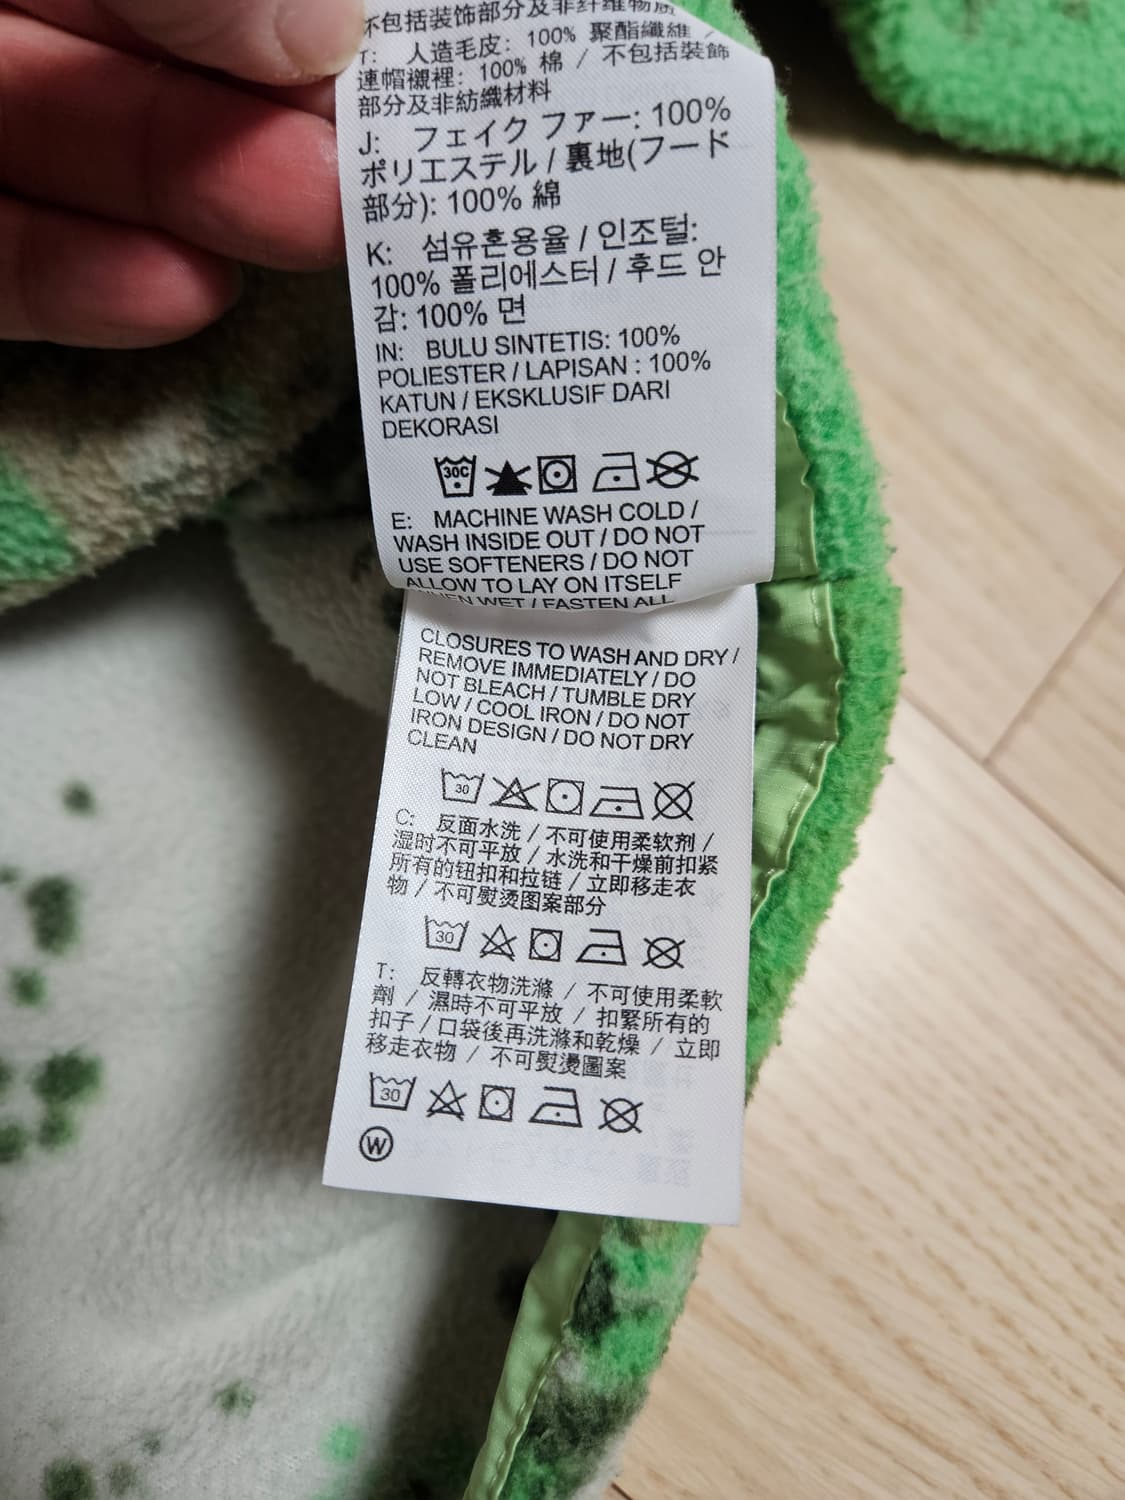 不包括装饰部分及非纤维物质
T: 人造毛皮: 100% 聚酯纖維 /
連帽襯裡: 100% 棉 / 不包括裝飾
部分及非紡織材料
J: フェイク ファー: 100%
ポリエステル / 裏地(フード
部分): 100% 綿
K: 섬유혼용율 / 인조털:
100% 폴리에스터 / 후드 안
감: 100% 면
IN: BULU SINTETIS: 100%
POLIESTER / LAPISAN : 100%
KATUN / EKSKLUSIF DARI
DEKORASI
30C
E: MACHINE WASH COLD /
WASH INSIDE OUT / DO NOT
USE SOFTENERS / DO NOT
ALLOW TO LAY ON ITSELF
WHEN WET / FASTEN ALL
CLOSURES TO WASH AND DRY /
REMOVE IMMEDIATELY / DO
NOT BLEACH / TUMBLE DRY
LOW / COOL IRON / DO NOT
IRON DESIGN / DO NOT DRY
CLEAN
30
C: 反面水洗 / 不可使用柔软剂 /
湿时不可平放 / 水洗和干燥前扣紧
所有的钮扣和拉链 / 立即移走衣
物 / 不可熨烫图案部分
30
T: 反轉衣物洗滌 / 不可使用柔軟
劑 / 濕時不可平放 / 扣緊所有的
扣子 / 口袋後再洗滌和乾燥 / 立即
移走衣物 / 不可熨燙圖案
30
W